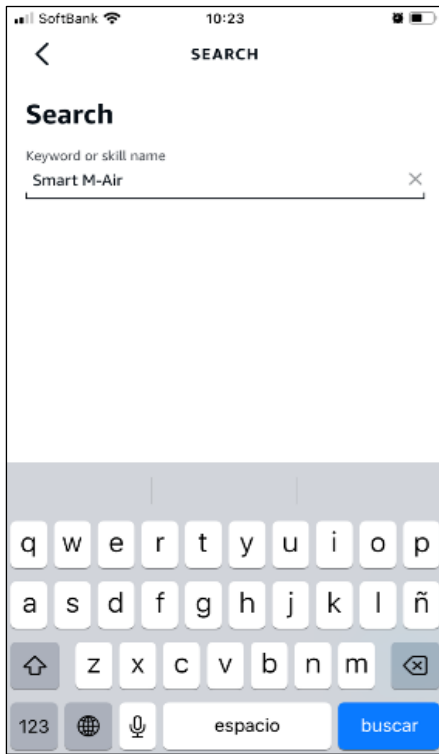 SoftBank 10:23
SEARCH
Search
Keyword or skill name
Smart M-Air
q w e r t y u i o p
a s d f g h j k l ñ
z x c v b n m
123 espacio buscar